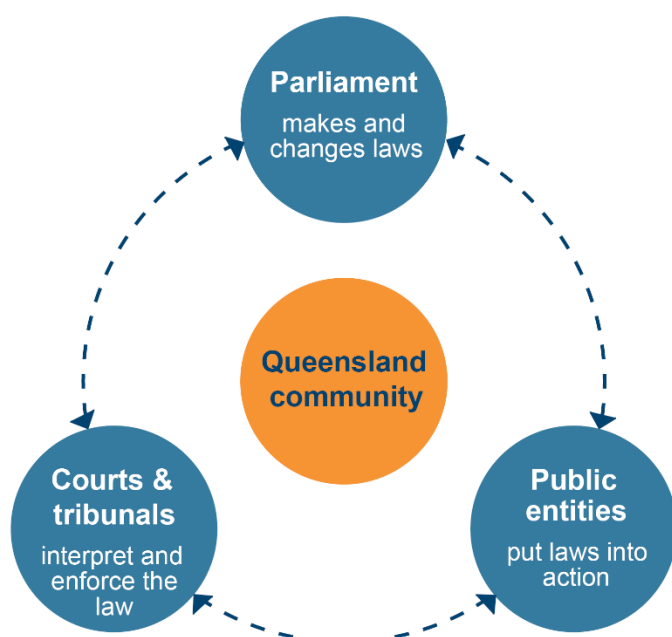 Parliament
makes and
changes laws
Queensland
community
Courts &
tribunals
interpret and
enforce the
law
Public
entities
put laws into
action